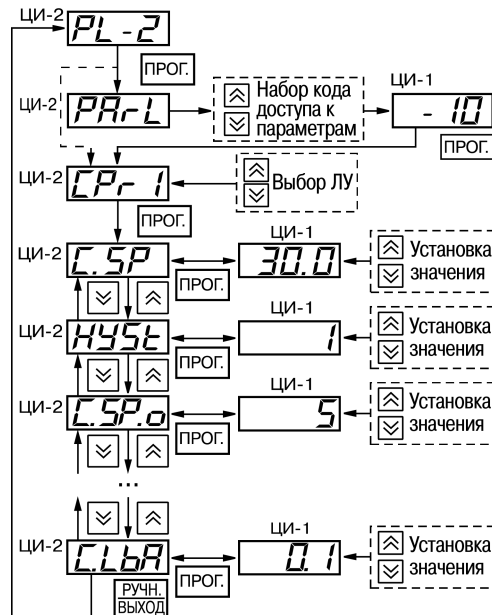 ЦИ-2 PL-2
ПРОГ.
ЦИ-2 PArL
Набор кода
доступа к
параметрам
ЦИ-1
- 10
ПРОГ.
ЦИ-2 CPr1
Выбор ЛУ
ПРОГ.
ЦИ-2 C.SP
ПРОГ.
ЦИ-1
30.0
Установка
значения
ЦИ-2 HYSt
ПРОГ.
ЦИ-1
1
Установка
значения
ЦИ-2 C.SP.o
ПРОГ.
ЦИ-1
5
Установка
значения
...
ЦИ-2 C.LbA
ПРОГ.
ЦИ-1
0.1
Установка
значения
РУЧН.
ВЫХОД